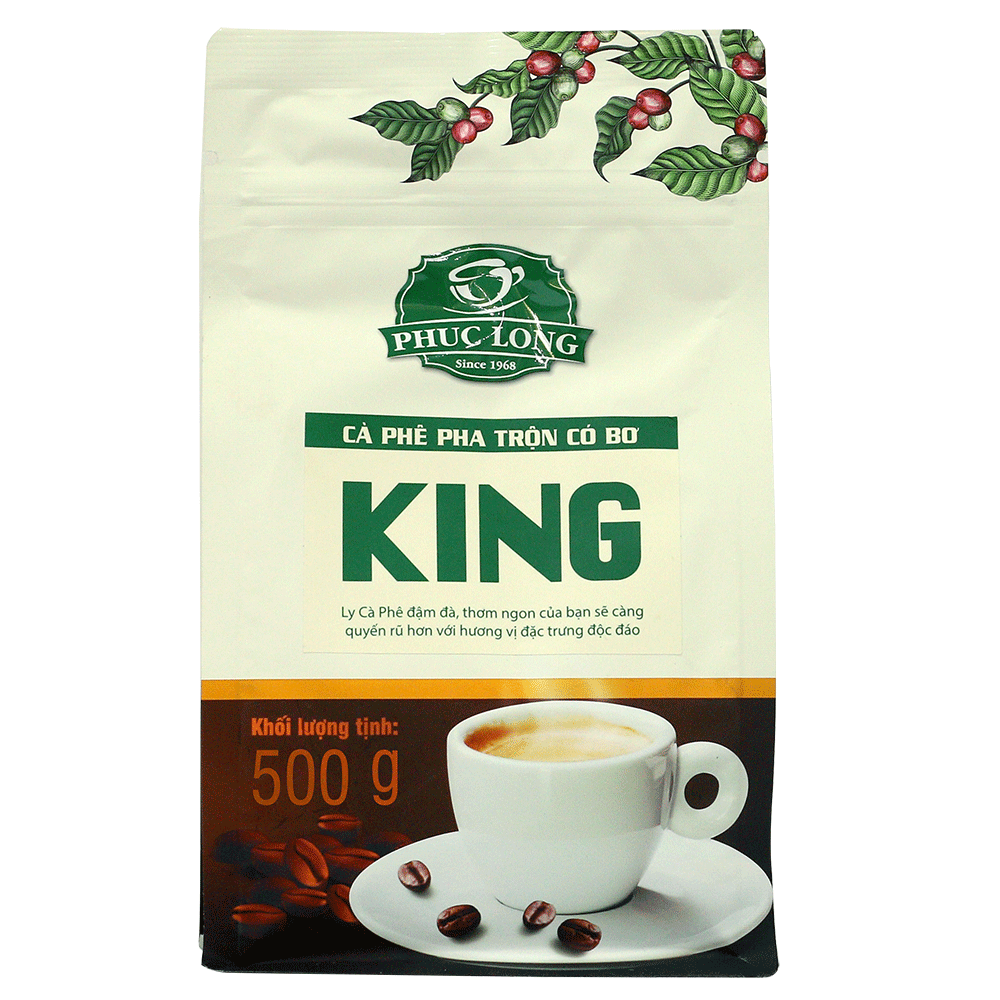 PHUC LONG
Since 1968
CÀ PHÊ PHA TRỘN CÓ BƠ
KING
Ly Cà Phê đậm đà, thơm ngon của bạn sẽ càng
quyến rũ hơn với hương vị đặc trưng độc đáo
Khối lượng tịnh:
500 g